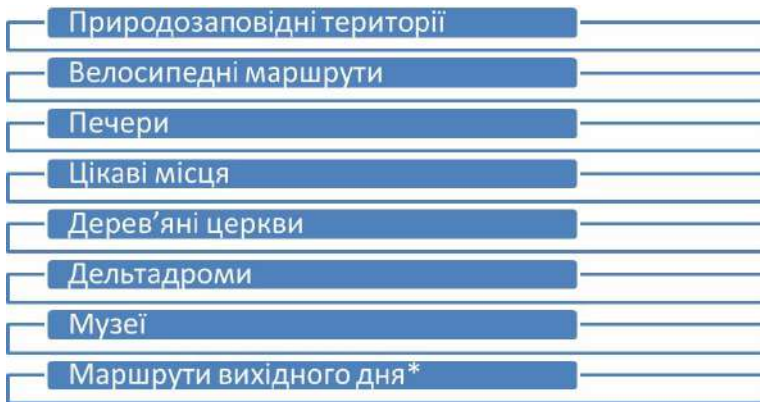 Природозаповідні території
Велосипедні маршрути
Печери
Цікаві місця
Дерев’яні церкви
Дельтадроми
Музеї
Маршрути вихідного дня*